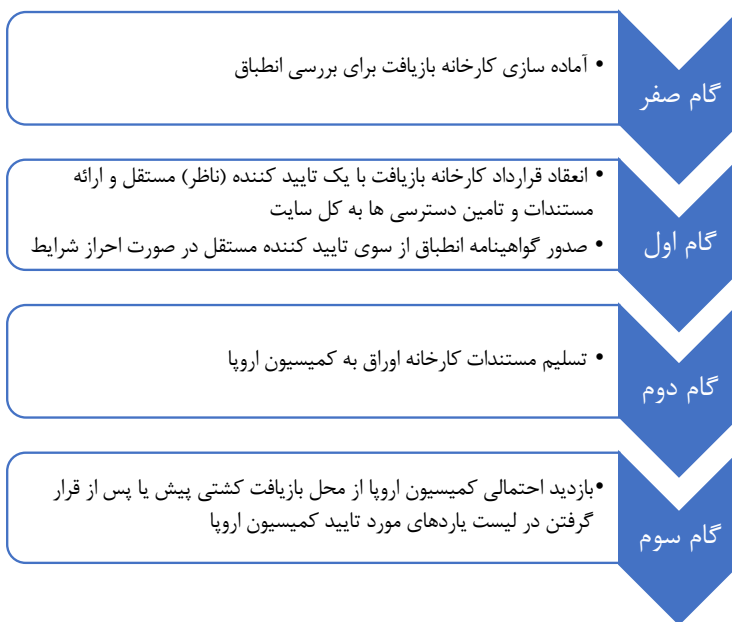 گام صفر
• آماده سازی کارخانه بازیافت برای بررسی انطباق
گام اول
• انعقاد قرارداد کارخانه بازیافت با یک تایید کننده (ناظر) مستقل و ارائه
مستندات و تامین دسترسی ها به کل سایت
• صدور گواهینامه انطباق از سوی تایید کننده مستقل در صورت احراز شرایط
گام دوم
• تسلیم مستندات کارخانه اوراق به کمیسیون اروپا
گام سوم
•بازدید احتمالی کمیسیون اروپا از محل بازیافت کشتی پیش یا پس از قرار
گرفتن در لیست یاردهای مورد تایید کمیسیون اروپا